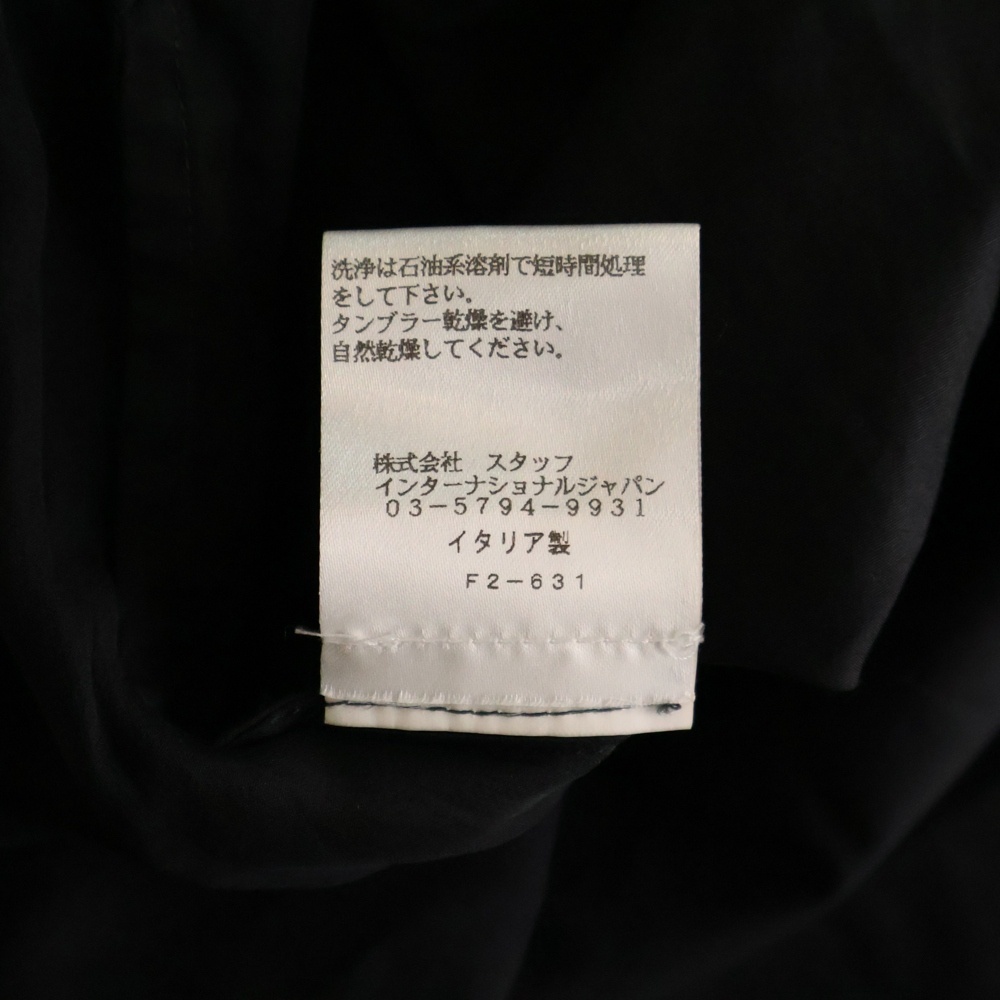 洗浄は石油系溶剤で短時間処理
をして下さい。
タンブラー乾燥を避け、
自然乾燥してください。
株式会社 スタッフ
インターナショナルジャパン
03-5794-9931
イタリア製
F2-631